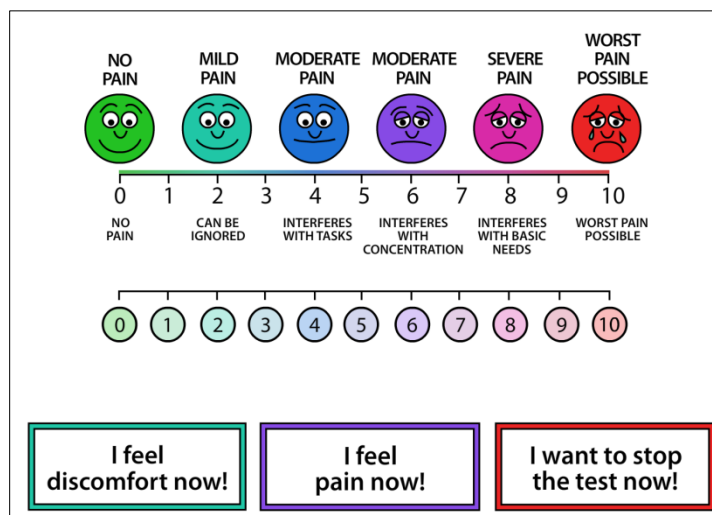 NO
PAIN
MILD
PAIN
MODERATE
PAIN
MODERATE
PAIN
SEVERE
PAIN
WORST
PAIN
POSSIBLE
0 1 2 3 4 5 6 7 8 9 10
NO
PAIN
CAN BE
IGNORED
INTERFERES
WITH TASKS
INTERFERES
WITH
CONCENTRATION
INTERFERES
WITH BASIC
NEEDS
WORST PAIN
POSSIBLE
0 1 2 3 4 5 6 7 8 9 10
I feel
discomfort now!
I feel
pain now!
I want to stop
the test now!